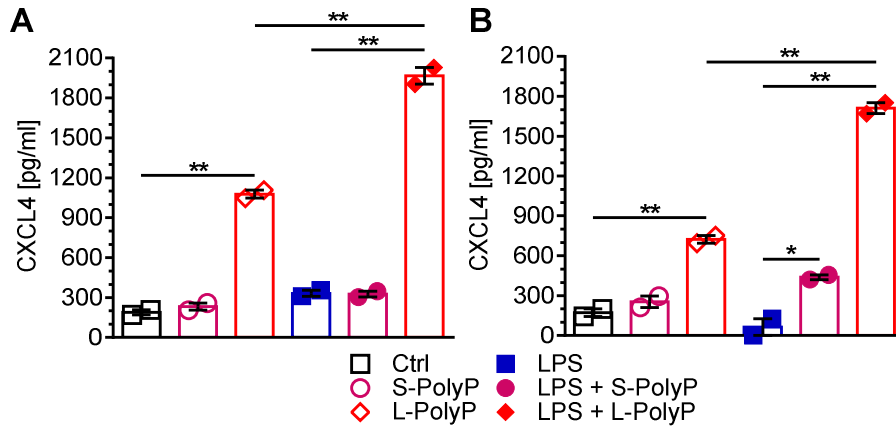 A
**
**
**
CXCL4 [pg/ml]
2100
1800
1500
1200
900
600
300
0
B
**
**
**
*
CXCL4 [pg/ml]
2100
1800
1500
1200
900
600
300
0
Ctrl
LPS
S-PolyP
LPS + S-PolyP
L-PolyP
LPS + L-PolyP